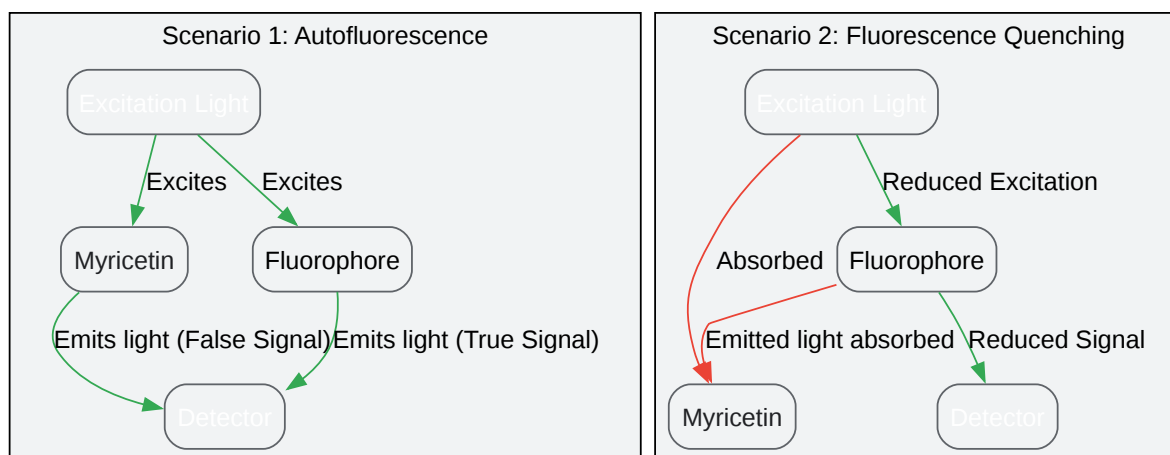 Scenario 1: Autofluorescence
Excitation Light
Excites
Excites
Myricetin
Fluorophore
Emits light (False Signal)
Emits light (True Signal)
Detector
Scenario 2: Fluorescence Quenching
Excitation Light
Reduced Excitation
Absorbed
Fluorophore
Emitted light absorbed
Reduced Signal
Myricetin
Detector